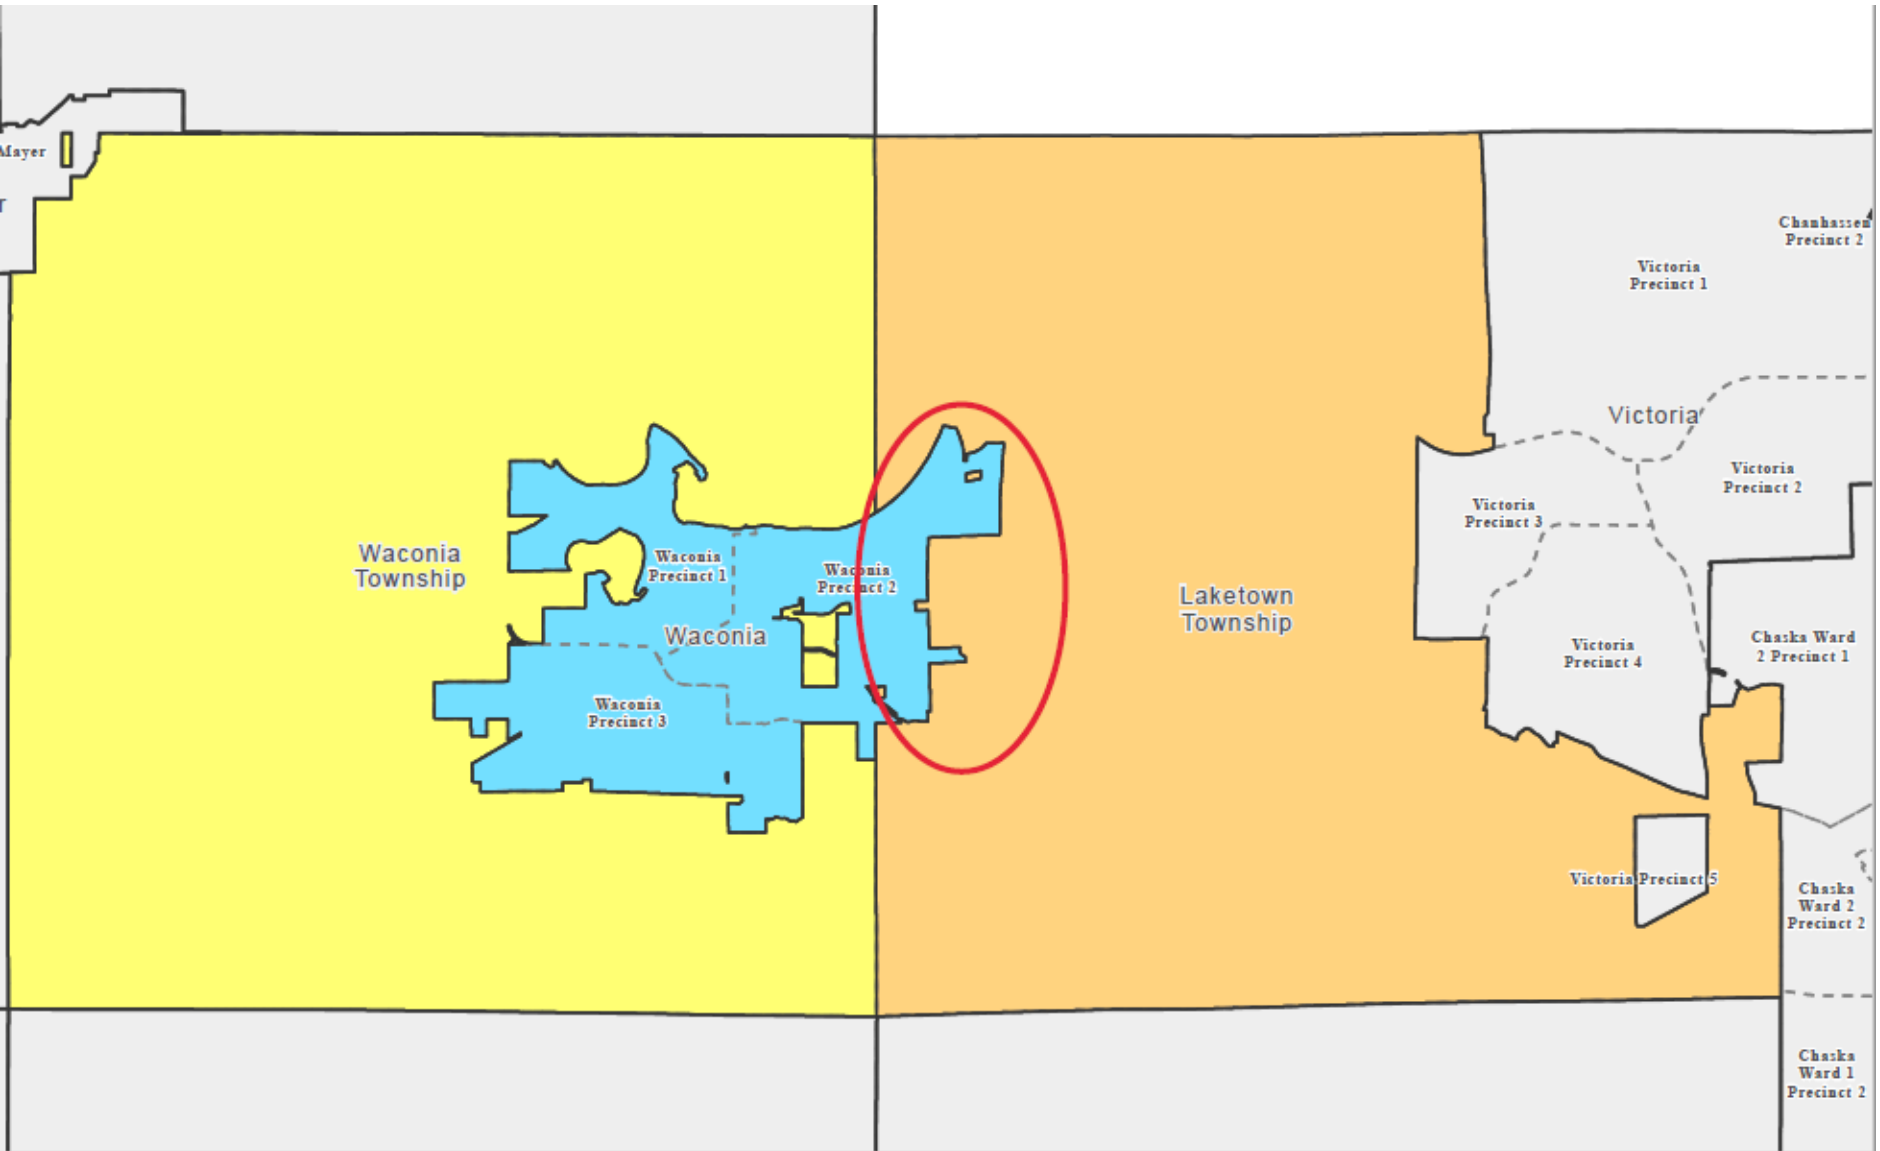 Mayer
r
Chanhassen
Precinct 2
Victoria
Precinct 1
Victoria
Victoria
Precinct 2
Victoria
Precinct 3
Waconia
Township
Waconia
Precinct 1
Waconia
Precinct 2
Laketown
Township
Waconia
Victoria
Precinct 4
Chaska Ward
2 Precinct 1
Waconia
Precinct 3
Victoria Precinct 5
Chaska
Ward 2
Precinct 2
Chaska
Ward 1
Precinct 2